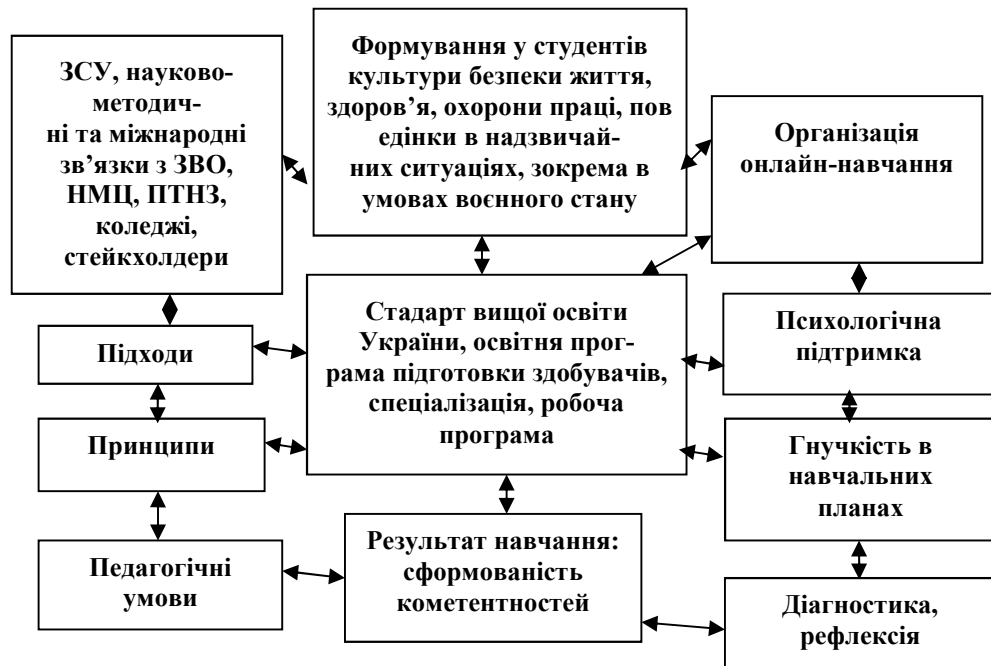 ЗСУ, науково-
методич-
ні та міжнародні
зв’язки з ЗВО,
НМЦ, ПТНЗ,
коледжі,
стейкхолдери
Формування у студентів
культури безпеки життя,
здоров’я, охорони праці, пов
едінки в надзвичай-
них ситуаціях, зокрема в
умовах воєнного стану
Організація
онлайн-навчання
Підходи
Стадарт вищої освіти
України, освітня прог-
рама підготовки здобувачів,
спеціалізація, робоча
програма
Психологічна
підтримка
Принципи
Гнучкість в
навчальних
планах
Педагогічні
умови
Результат навчання:
сформованість
кометентностей
Діагностика,
рефлексія